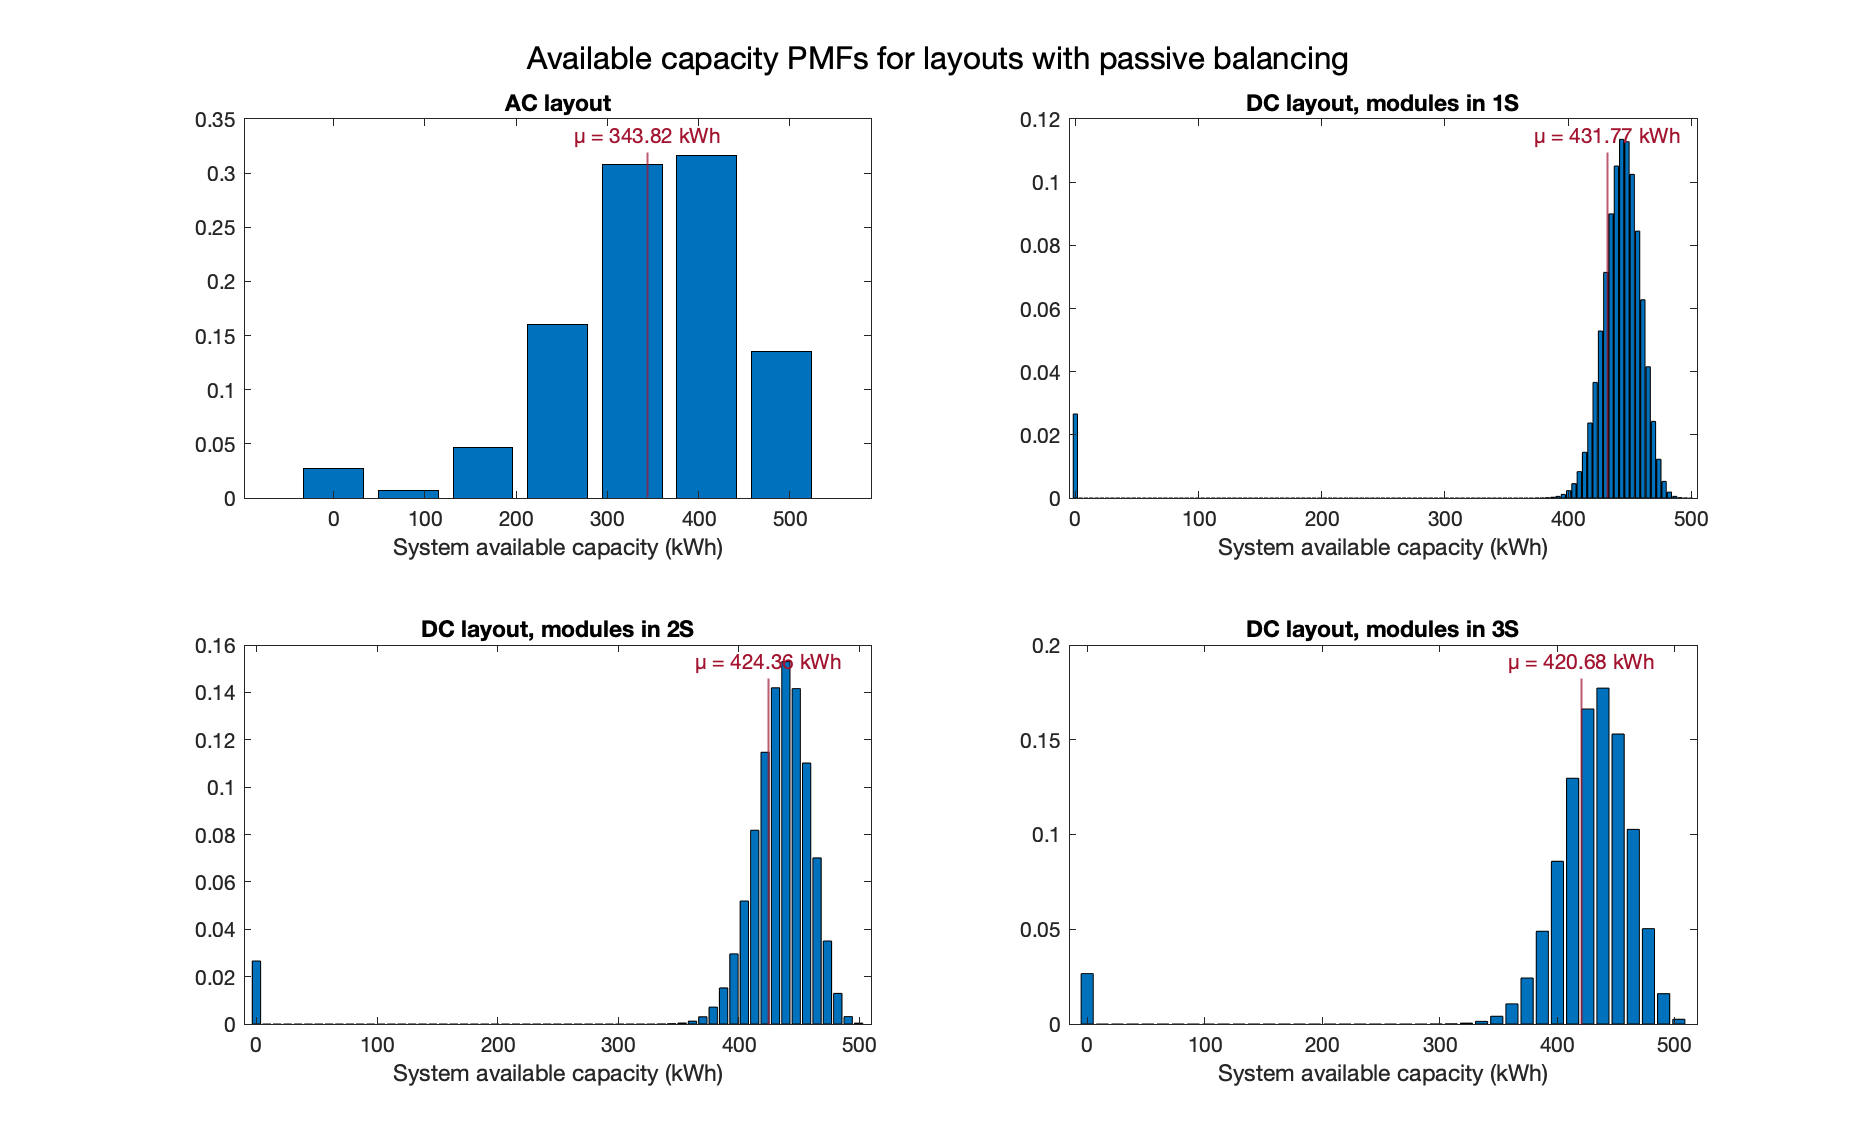 Available capacity PMFs for layouts with passive balancing
AC layout
μ = 343.82 kWh
0.35
0.3
0.25
0.2
0.15
0.1
0.05
0
0 100 200 300 400 500
System available capacity (kWh)
DC layout, modules in 1S
μ = 431.77 kWh
0.12
0.1
0.08
0.06
0.04
0.02
0
0 100 200 300 400 500
System available capacity (kWh)
DC layout, modules in 2S
μ = 424.36 kWh
0.16
0.14
0.12
0.1
0.08
0.06
0.04
0.02
0
0 100 200 300 400 500
System available capacity (kWh)
DC layout, modules in 3S
μ = 420.68 kWh
0.2
0.15
0.1
0.05
0
0 100 200 300 400 500
System available capacity (kWh)